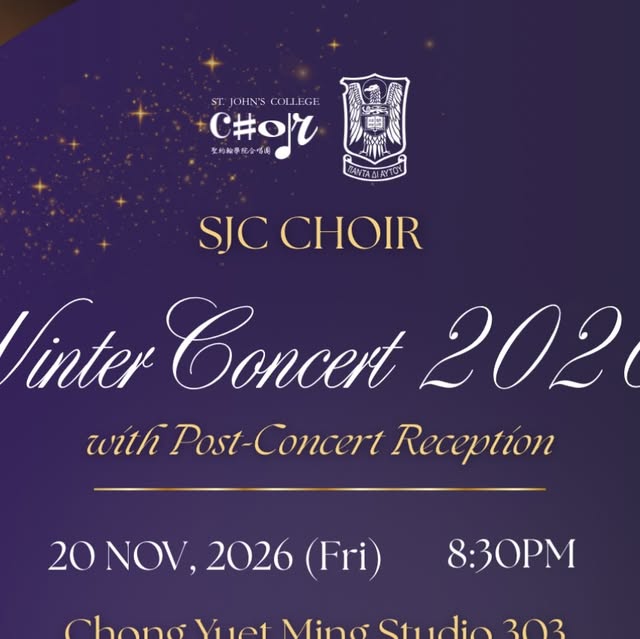 ST. JOHN'S COLLEGE
CHOIR
聖約翰學院合唱團
ΠΑΝΤΑ ΔΙ ΑΥΤΟΥ
SJC CHOIR
Winter Concert 2026
with Post-Concert Reception
20 NOV, 2026 (Fri) 8:30PM
Chong Yuet Ming Studio 303